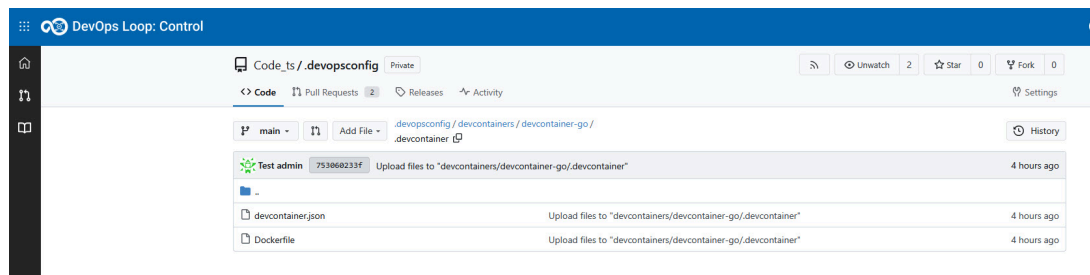 DevOps Loop: Control
Code_ts / .devopsconfig Private
Unwatch 2 Star 0 Fork 0
Code Pull Requests 2 Releases Activity Settings
main Add File .devopsconfig / devcontainers / devcontainer-go /
.devcontainer
History
Test admin 753060233f Upload files to "devcontainers/devcontainer-go/.devcontainer" 4 hours ago
..
devcontainer.json Upload files to "devcontainers/devcontainer-go/.devcontainer" 4 hours ago
Dockerfile Upload files to "devcontainers/devcontainer-go/.devcontainer" 4 hours ago